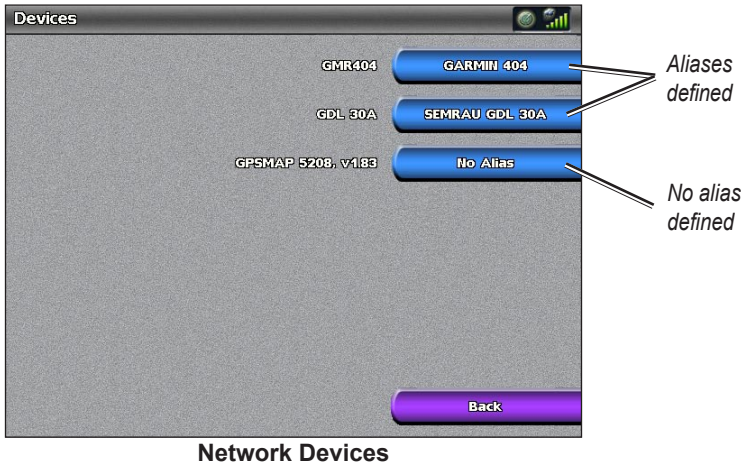 Devices
GMR404 GARMIN 404
GDL 30A SEMRAU GDL 30A
GPSMAP 5208, v1.83 No Alias
Back
Aliases
defined
No alias
defined
Network Devices